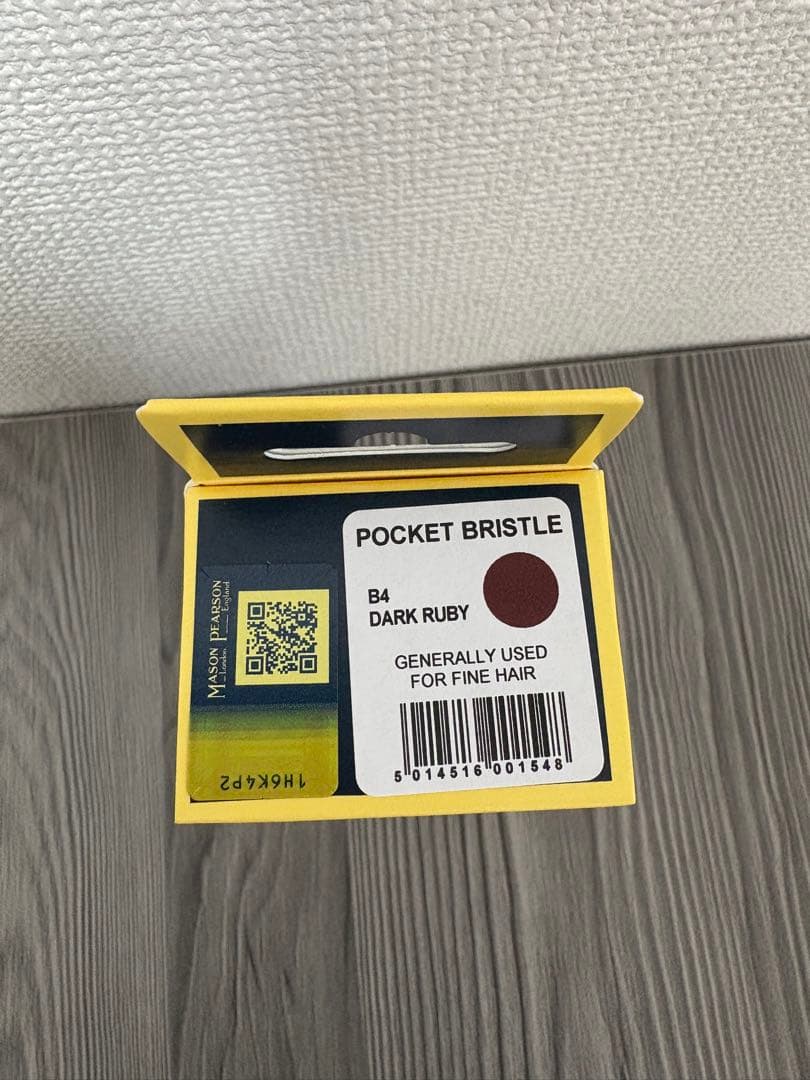 POCKET BRISTLE
B4
DARK RUBY
GENERALLY USED
FOR FINE HAIR
5 014516 001548
MASON PEARSON
London England
1H6K4P2